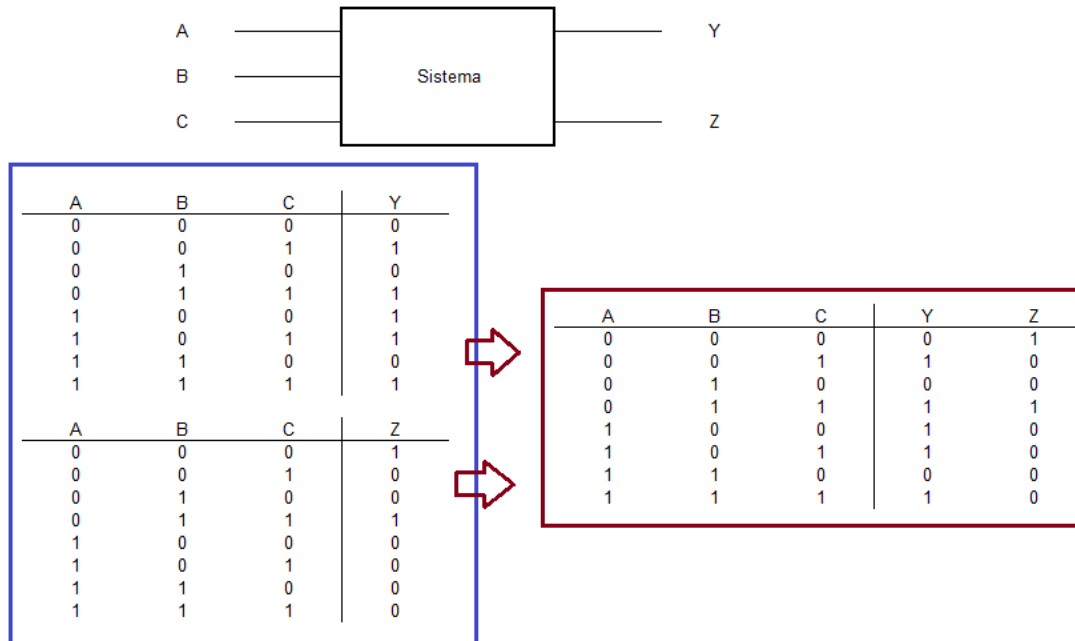 A Y
B Sistema
C Z
A B C Y
0 0 0 0
0 0 1 1
0 1 0 0
0 1 1 1
1 0 0 1
1 0 1 1
1 1 0 0
1 1 1 1
A B C Z
0 0 0 1
0 0 1 0
0 1 0 0
0 1 1 1
1 0 0 0
1 0 1 0
1 1 0 0
1 1 1 0
A B C Y Z
0 0 0 0 1
0 0 1 1 0
0 1 0 0 0
0 1 1 1 1
1 0 0 1 0
1 0 1 1 0
1 1 0 0 0
1 1 1 1 0